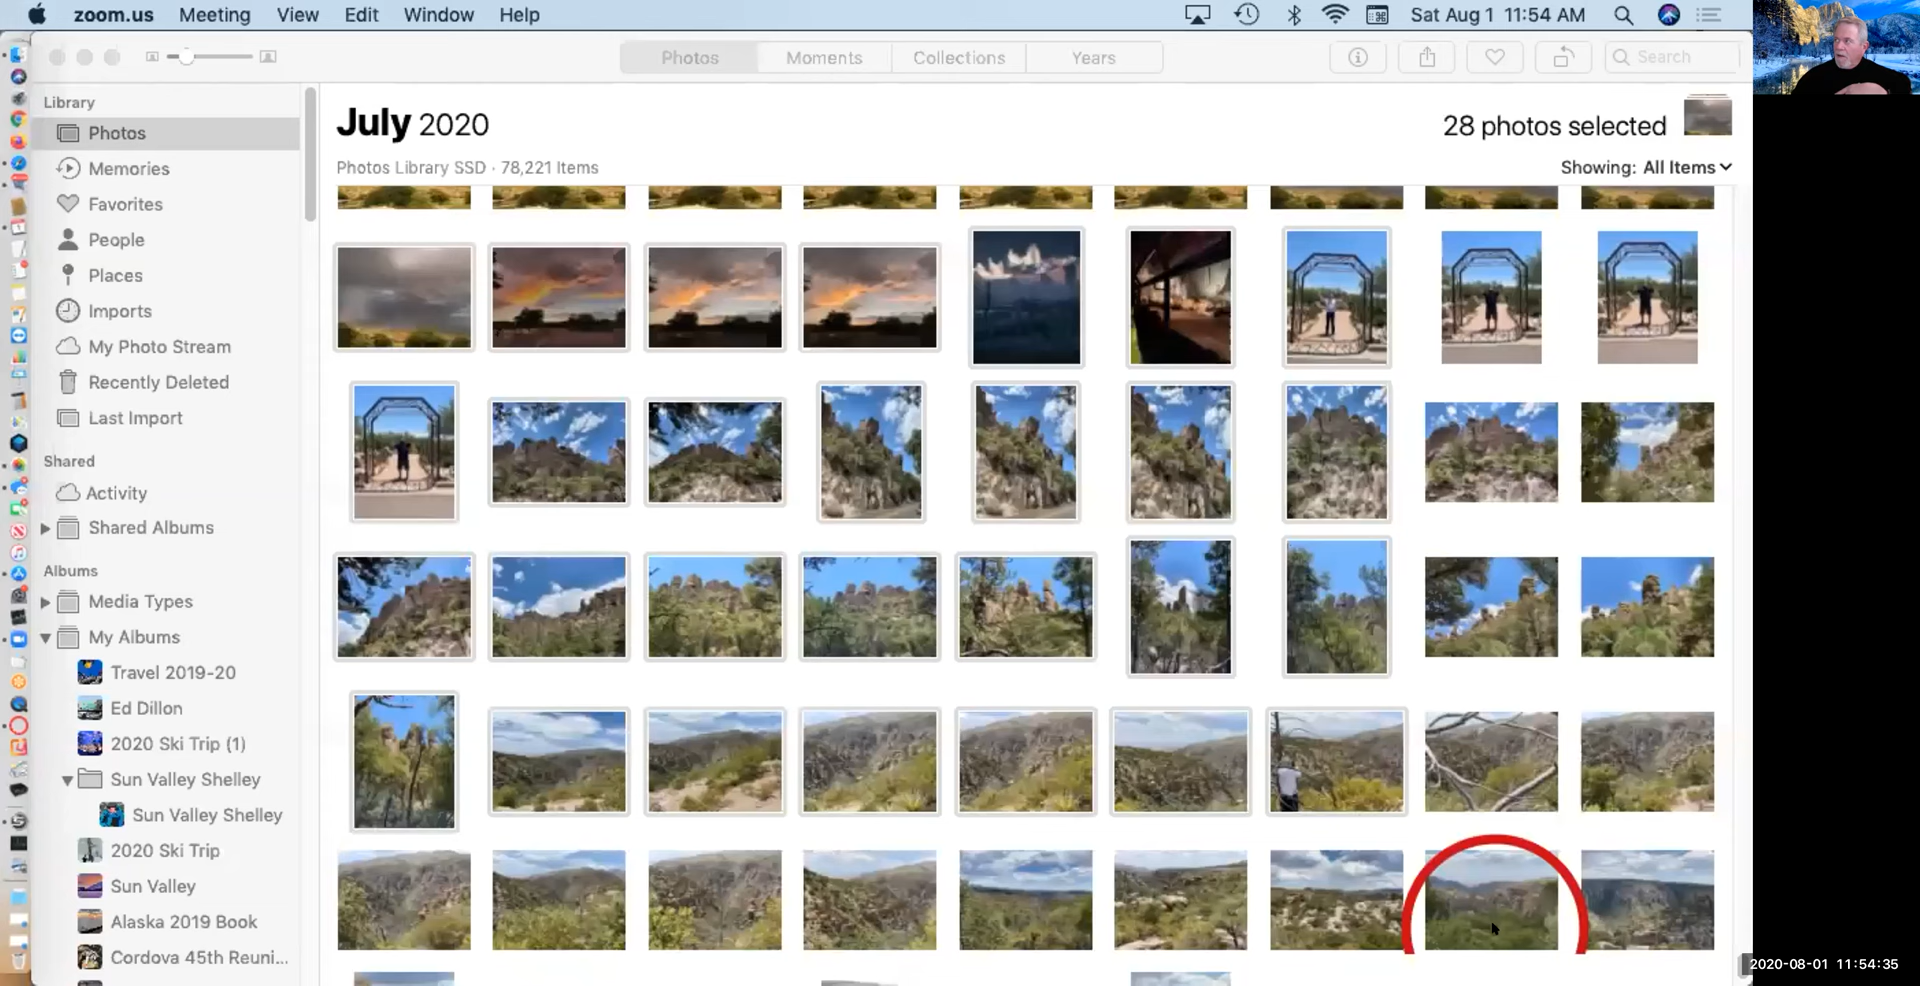 zoom.us Meeting View Edit Window Help Sat Aug 1 11:54 AM
Photos Moments Collections Years Search
Library
Photos
Memories
Favorites
People
Places
Imports
My Photo Stream
Recently Deleted
Last Import
Shared
Activity
Shared Albums
Albums
Media Types
My Albums
Travel 2019-20
Ed Dillon
2020 Ski Trip (1)
Sun Valley Shelley
Sun Valley Shelley
2020 Ski Trip
Sun Valley
Alaska 2019 Book
Cordova 45th Reuni...
July 2020
28 photos selected
Photos Library SSD · 78,221 Items
Showing: All Items
2020-08-01 11:54:35